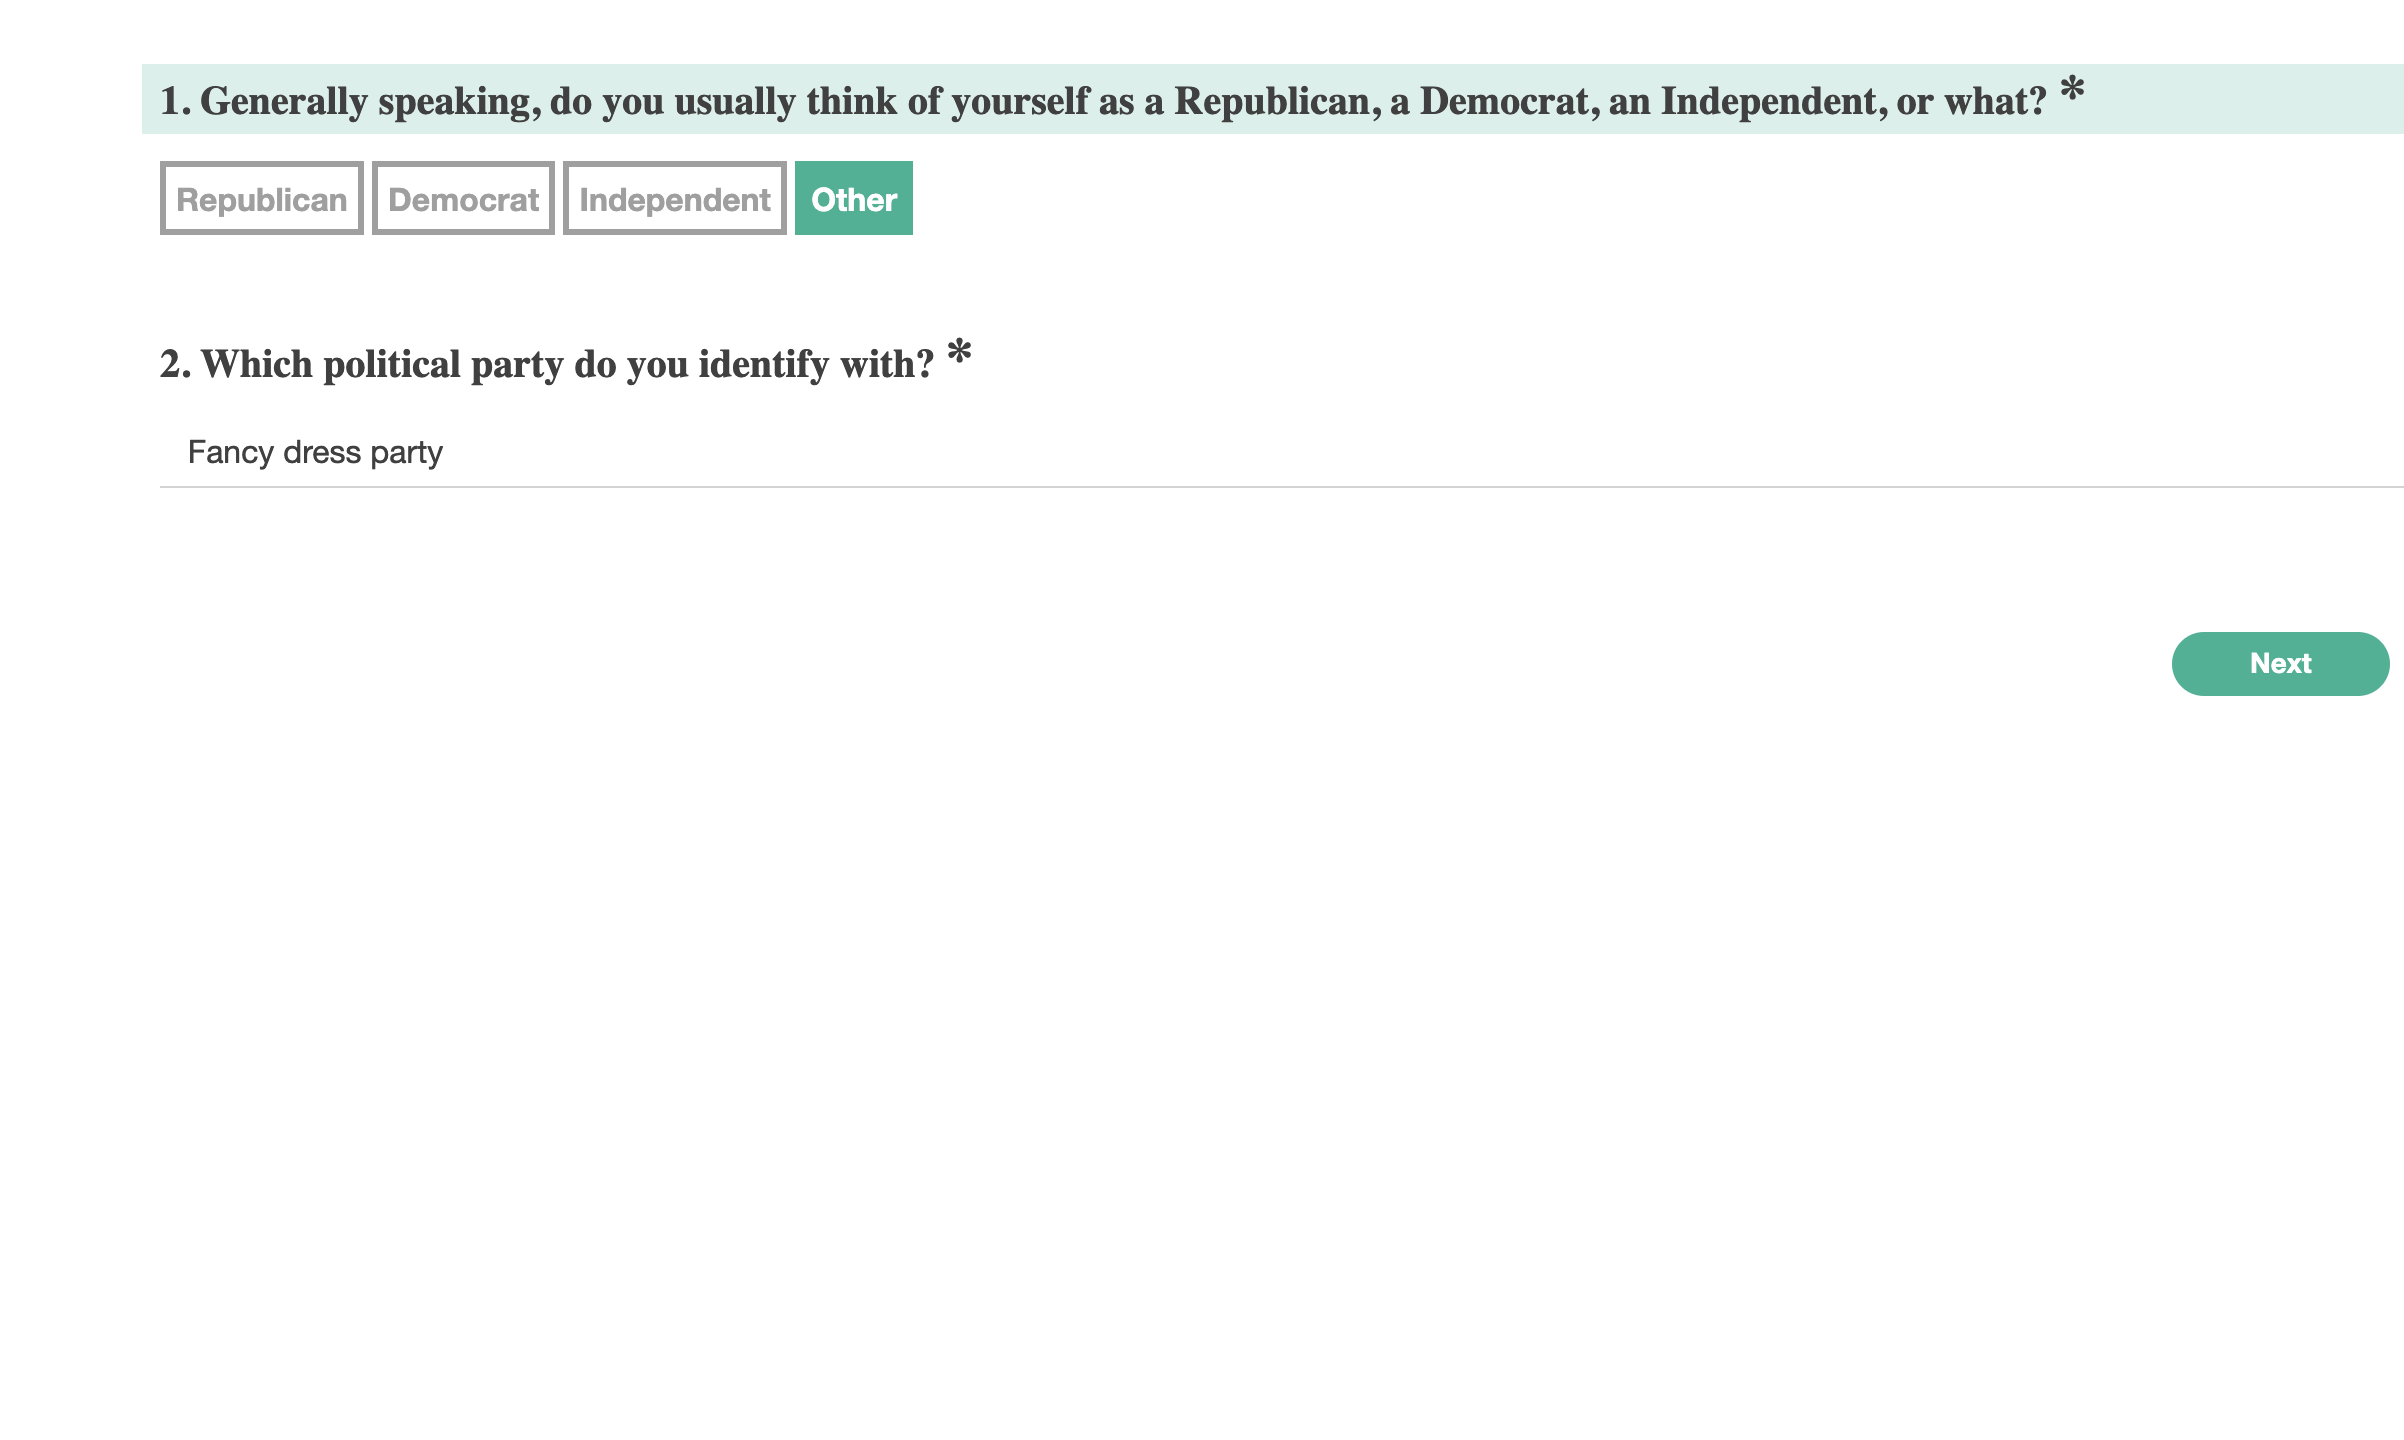 1. Generally speaking, do you usually think of yourself as a Republican, a Democrat, an Independent, or what? *
Republican Democrat Independent Other
2. Which political party do you identify with? *
Fancy dress party
Next